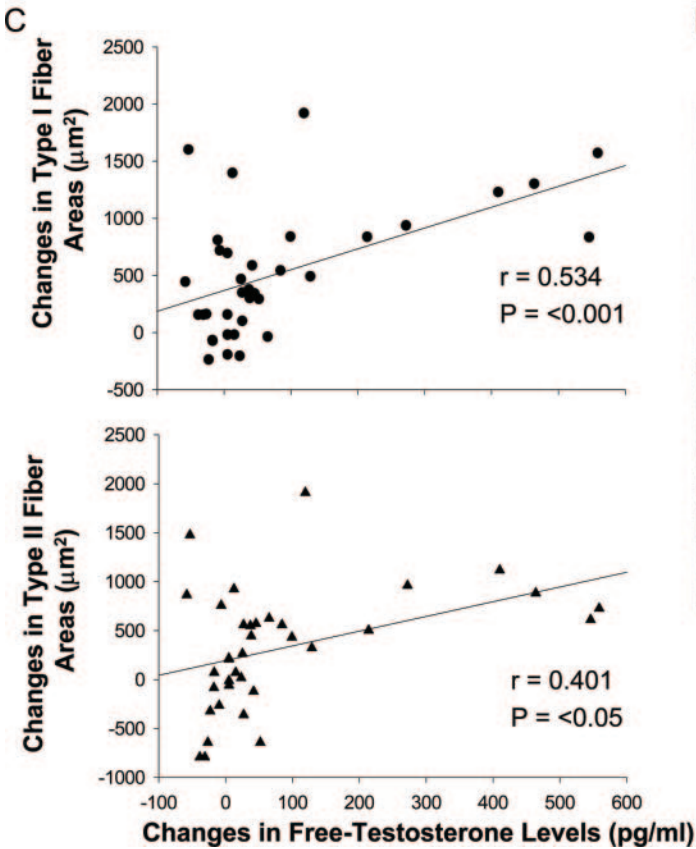 C
Changes in Type I Fiber
Areas (μm²)
2500
2000
1500
1000
500
0
-500
r = 0.534
P = <0.001
Changes in Type II Fiber
Areas (μm²)
2500
2000
1500
1000
500
0
-500
-1000
r = 0.401
P = <0.05
-100 0 100 200 300 400 500 600
Changes in Free-Testosterone Levels (pg/ml)